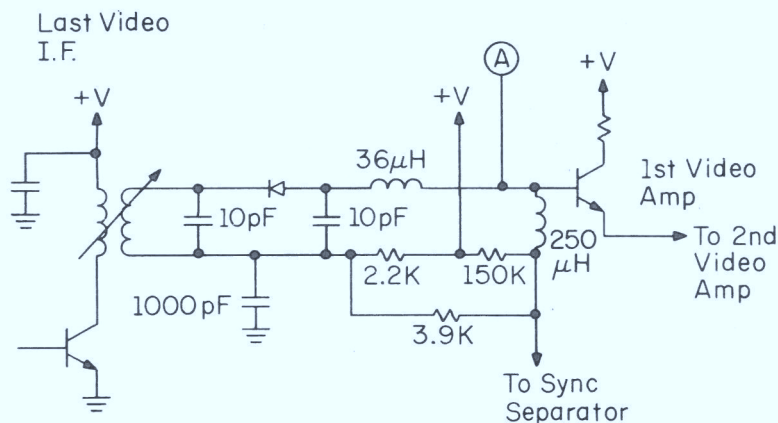 Last Video
I.F.
+V
+V
+V
A
36μH
1st Video
Amp
10pF
10pF
250
μH
To 2nd
Video
Amp
2.2K
150K
1000pF
3.9K
To Sync
Separator